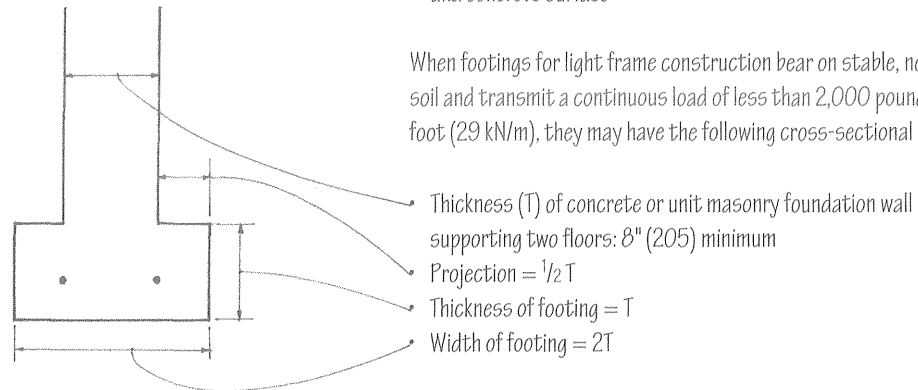 When footings for light frame construction bear on stable,
soil and transmit a continuous load of less than 2,000
foot (29 kN/m), they may have the following cross-sectional
• Thickness (T) of concrete or unit masonry foundation wall
supporting two floors: 8" (205) minimum
• Projection = 1/2 T
• Thickness of footing = T
• Width of footing = 2T